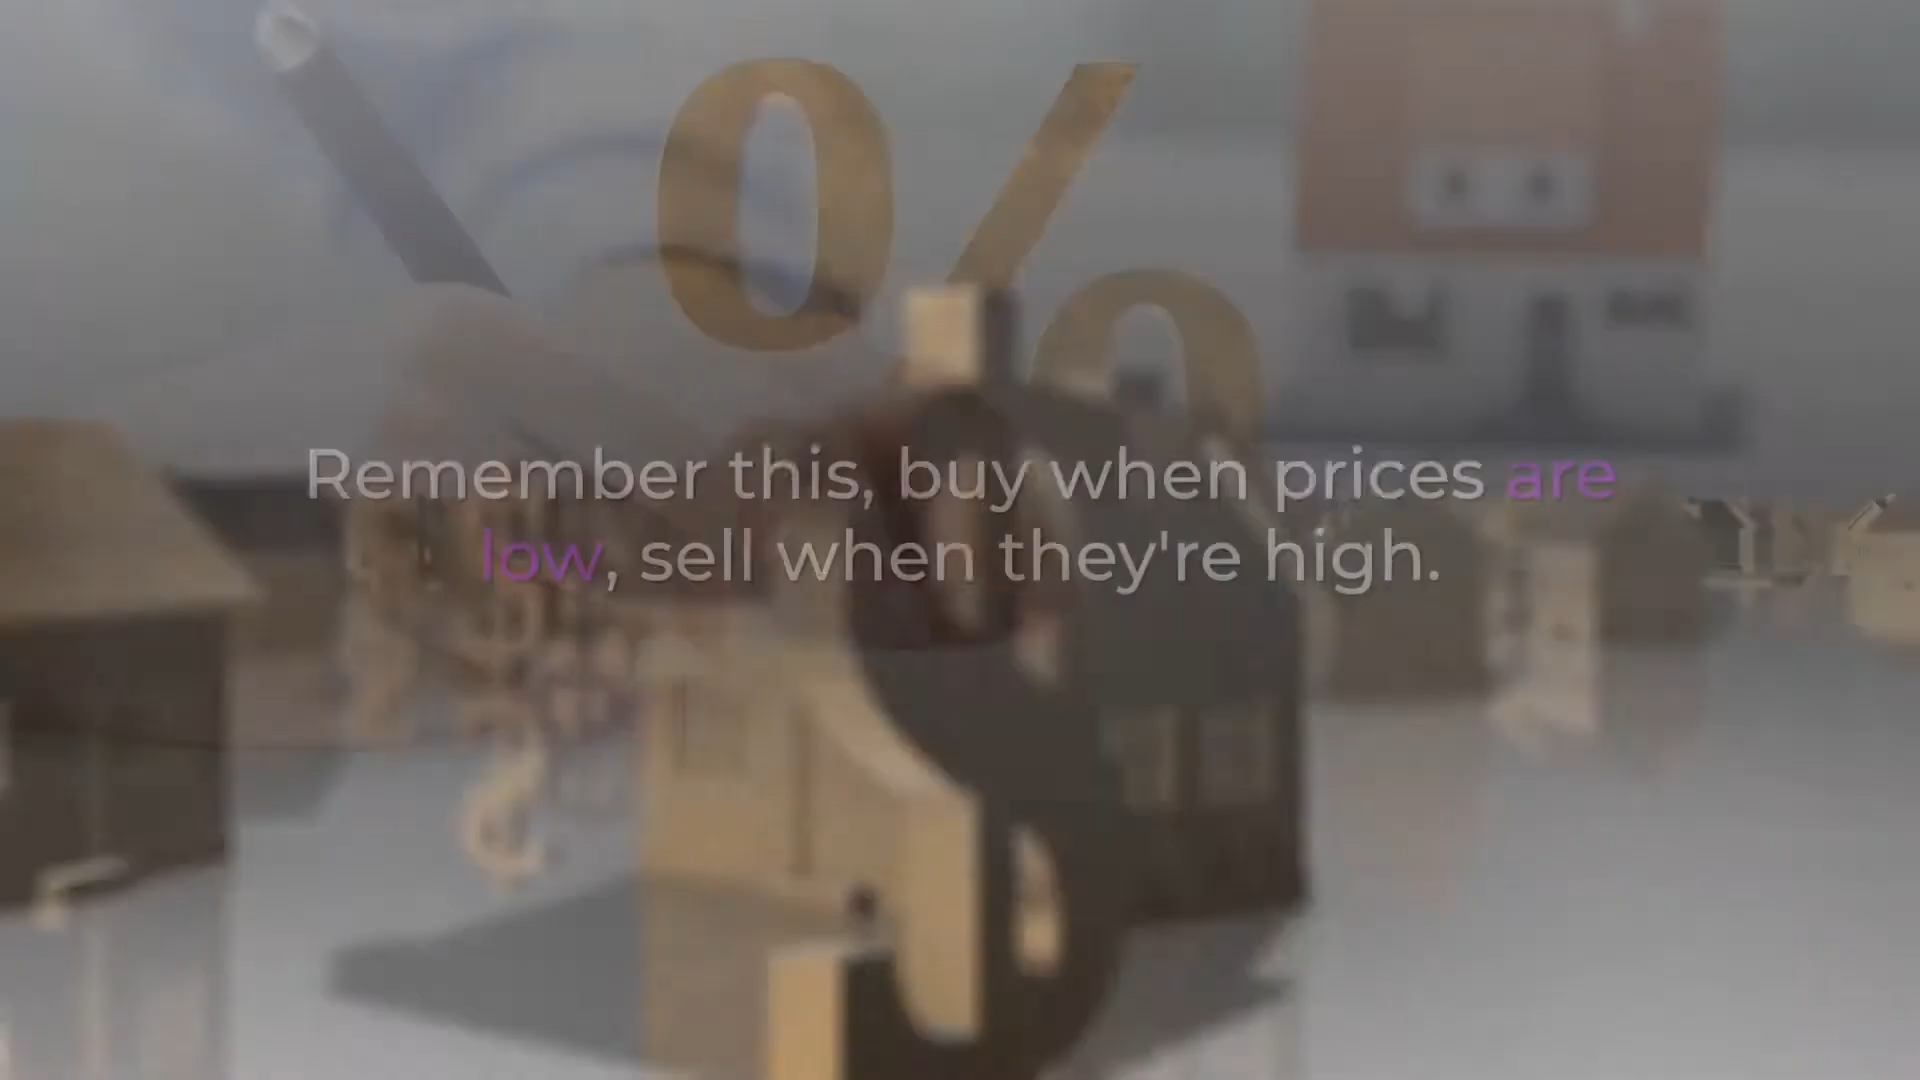 %
Remember this, buy when prices are
low, sell when they're high.